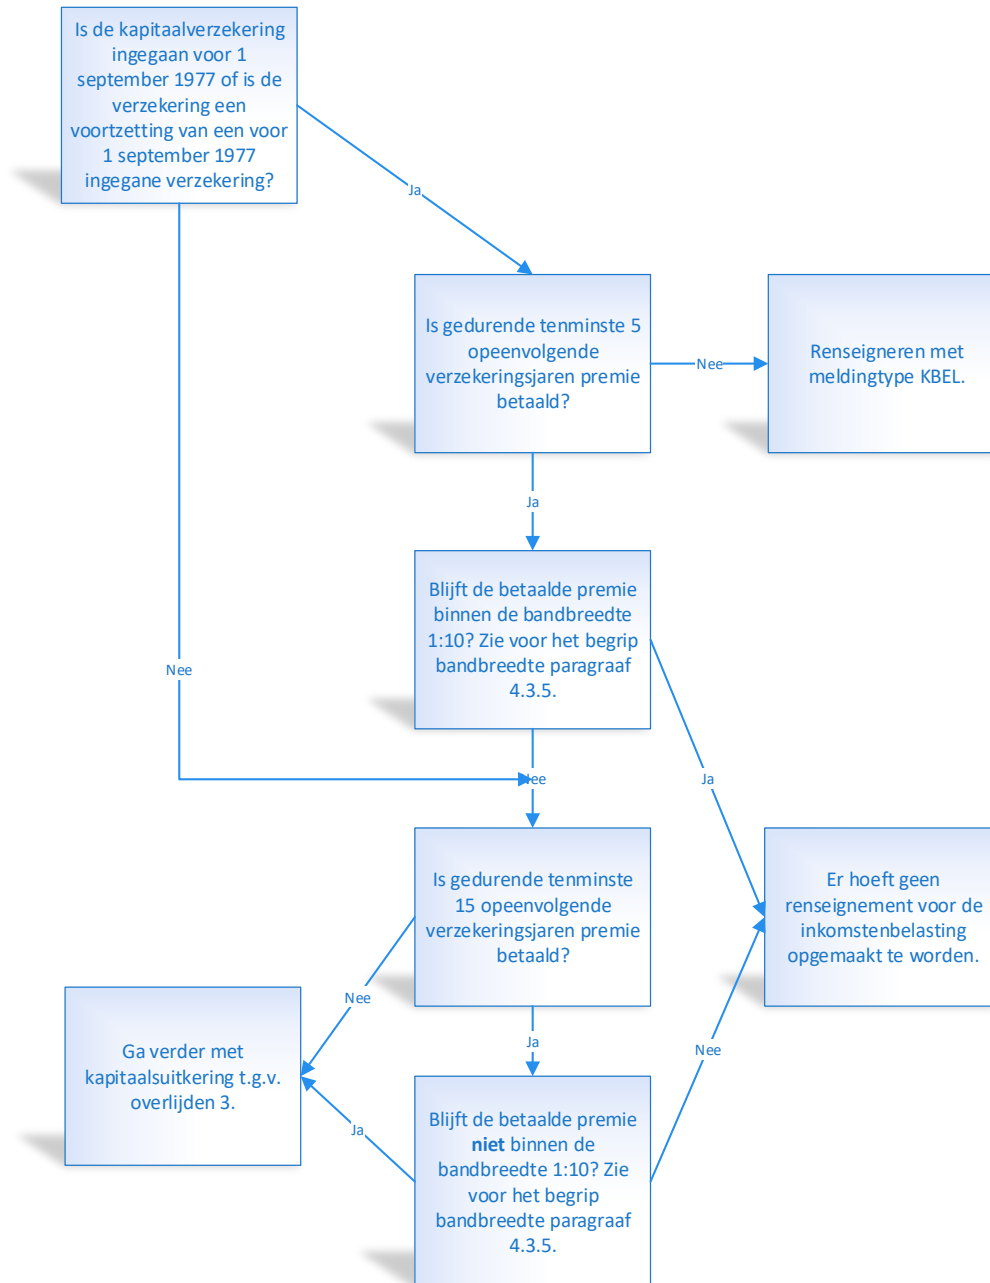 Is de kapitaalverzekering
ingegaan voor 1
september 1977 of is de
verzekering een
voortzetting van een voor
1 september 1977
ingegane verzekering?
Ja
Is gedurende tenminste 5
opeenvolgende
verzekeringsjaren premie
betaald?
Nee
Renseigneren met
meldingtype KBEL.
Ja
Blijft de betaalde premie
binnen de bandbreedte
1:10? Zie voor het begrip
bandbreedte paragraaf
4.3.5.
Nee
Nee
Ja
Is gedurende tenminste
15 opeenvolgende
verzekeringsjaren premie
betaald?
Er hoeft geen
renseignement voor de
inkomstenbelasting
opgemaakt te worden.
Nee
Ja
Nee
Ga verder met
kapitaalsuitkering t.g.v.
overlijden 3.
Ja
Blijft de betaalde premie
niet binnen de
bandbreedte 1:10? Zie
voor het begrip
bandbreedte paragraaf
4.3.5.